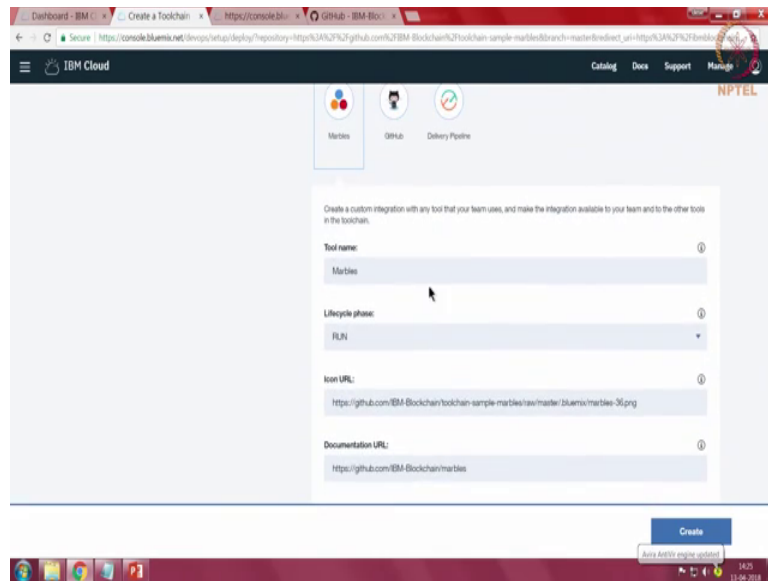 Dashboard - IBM C
Create a Toolchain
https://console.blu
GitHub - IBM-Block
Secure | https://console.bluemix.net/devops/setup/deploy/?repository=https%3A%2F%2Fgithub.com%2FIBM-Blockchain%2Ftoolchain-sample-marbles&branch=master&redirect_uri=https%3A%2F%2Fibmblo
IBM Cloud
Catalog Docs Support Manage
NPTEL
Marbles GitHub Delivery Pipeline
Create a custom integration with any tool that your team uses, and make the integration available to your team and to the other tools
in the toolchain.
Tool name:
Marbles
Lifecycle phase:
RUN
Icon URL:
https://github.com/IBM-Blockchain/toolchain-sample-marbles/raw/master/.bluemix/marbles-36.png
Documentation URL:
https://github.com/IBM-Blockchain/marbles
Create
Avira AntiVir engine updated
14:25
13-04-2018